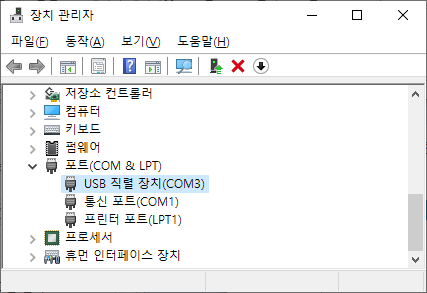 장치 관리자
파일(F) 동작(A) 보기(V) 도움말(H)
저장소 컨트롤러
컴퓨터
키보드
펌웨어
포트(COM & LPT)
USB 직렬 장치(COM3)
통신 포트(COM1)
프린터 포트(LPT1)
프로세서
휴먼 인터페이스 장치